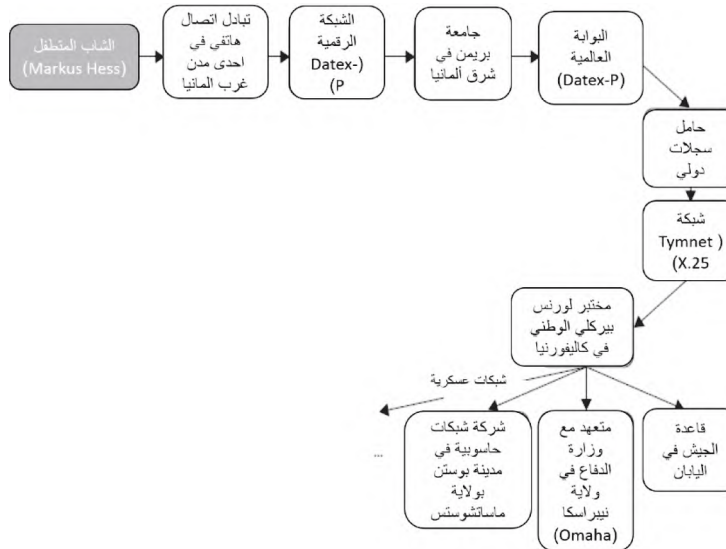 الشاب المتطفل
(Markus Hess)
تبادل اتصال
هاتفي في
احدى مدن
غرب المانيا
الشبكة
الرقمية
Datex-)
(P
جامعة
بريمن في
شرق ألمانيا
البوابة
العالمية
(Datex-P)
حامل
سجلات
دولي
شبكة
Tymnet )
(X.25
مختبر لورنس
بيركلي الوطني
في كاليفورنيا
شبكات عسكرية
...
شركة شبكات
حاسوبية في
مدينة بوستن
بولاية
ماساتشوستس
متعهد مع
وزارة
الدفاع في
ولاية
نيبراسكا
(Omaha)
قاعدة
الجيش في
اليابان